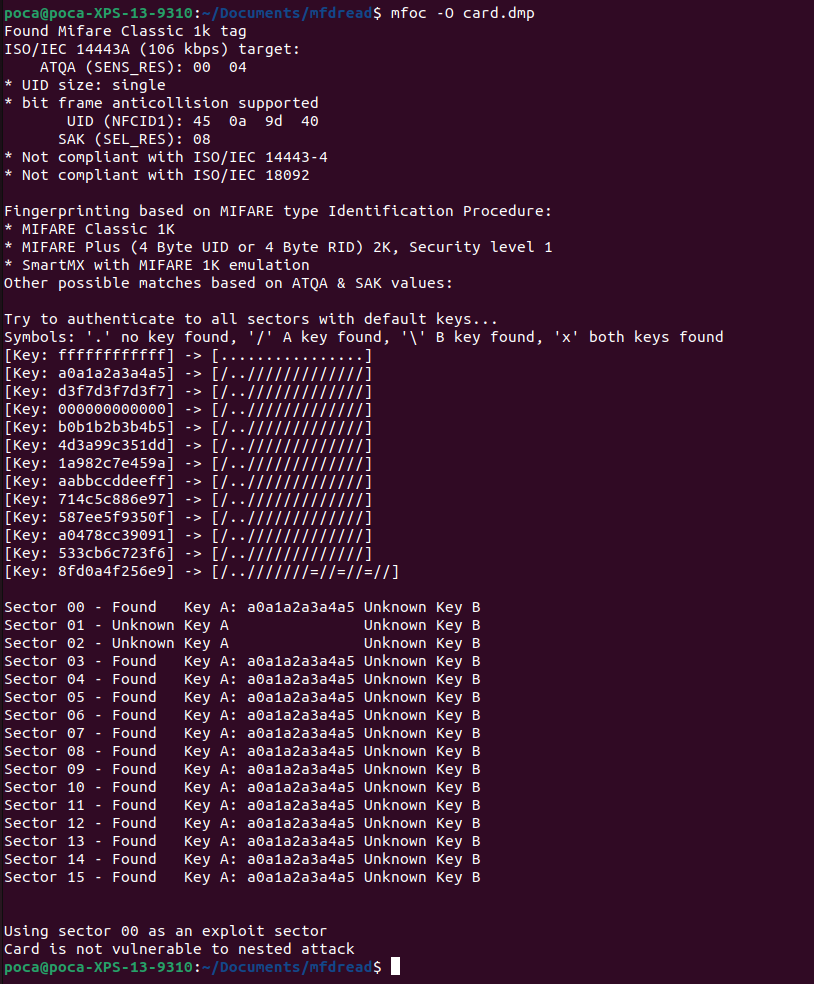 poca@poca-XPS-13-9310:~/Documents/mfdread$ mfoc -O card.dmp
Found Mifare Classic 1k tag
ISO/IEC 14443A (106 kbps) target:
    ATQA (SENS_RES): 00  04
* UID size: single
* bit frame anticollision supported
       UID (NFCID1): 45  0a  9d  40
      SAK (SEL_RES): 08
* Not compliant with ISO/IEC 14443-4
* Not compliant with ISO/IEC 18092

Fingerprinting based on MIFARE type Identification Procedure:
* MIFARE Classic 1K
* MIFARE Plus (4 Byte UID or 4 Byte RID) 2K, Security level 1
* SmartMX with MIFARE 1K emulation
Other possible matches based on ATQA & SAK values:

Try to authenticate to all sectors with default keys...
Symbols: '.' no key found, '/' A key found, '\' B key found, 'x' both keys found
[Key: ffffffffffff] -> [................]
[Key: a0a1a2a3a4a5] -> [/../////////////]
[Key: d3f7d3f7d3f7] -> [/../////////////]
[Key: 000000000000] -> [/../////////////]
[Key: b0b1b2b3b4b5] -> [/../////////////]
[Key: 4d3a99c351dd] -> [/../////////////]
[Key: 1a982c7e459a] -> [/../////////////]
[Key: aabbccddeeff] -> [/../////////////]
[Key: 714c5c886e97] -> [/../////////////]
[Key: 587ee5f9350f] -> [/../////////////]
[Key: a0478cc39091] -> [/../////////////]
[Key: 533cb6c723f6] -> [/../////////////]
[Key: 8fd0a4f256e9] -> [/..///////=//=//=//]

Sector 00 - Found   Key A: a0a1a2a3a4a5 Unknown Key B
Sector 01 - Unknown Key A               Unknown Key B
Sector 02 - Unknown Key A               Unknown Key B
Sector 03 - Found   Key A: a0a1a2a3a4a5 Unknown Key B
Sector 04 - Found   Key A: a0a1a2a3a4a5 Unknown Key B
Sector 05 - Found   Key A: a0a1a2a3a4a5 Unknown Key B
Sector 06 - Found   Key A: a0a1a2a3a4a5 Unknown Key B
Sector 07 - Found   Key A: a0a1a2a3a4a5 Unknown Key B
Sector 08 - Found   Key A: a0a1a2a3a4a5 Unknown Key B
Sector 09 - Found   Key A: a0a1a2a3a4a5 Unknown Key B
Sector 10 - Found   Key A: a0a1a2a3a4a5 Unknown Key B
Sector 11 - Found   Key A: a0a1a2a3a4a5 Unknown Key B
Sector 12 - Found   Key A: a0a1a2a3a4a5 Unknown Key B
Sector 13 - Found   Key A: a0a1a2a3a4a5 Unknown Key B
Sector 14 - Found   Key A: a0a1a2a3a4a5 Unknown Key B
Sector 15 - Found   Key A: a0a1a2a3a4a5 Unknown Key B

Using sector 00 as an exploit sector
Card is not vulnerable to nested attack
poca@poca-XPS-13-9310:~/Documents/mfdread$